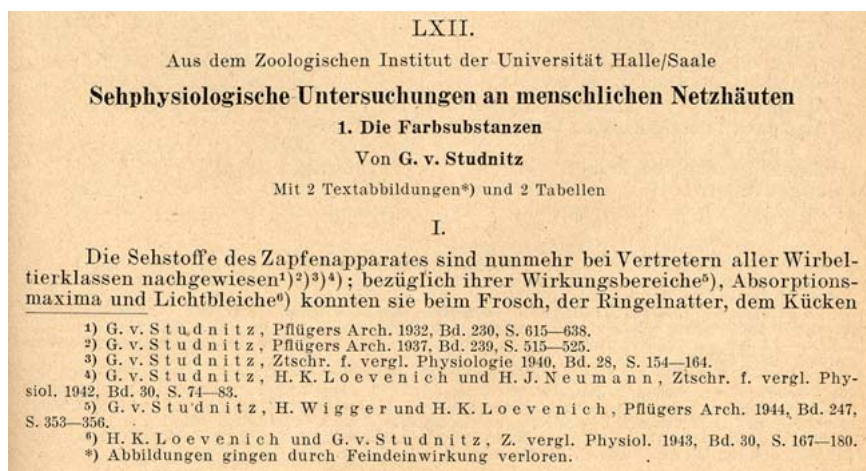 LXII.
Aus dem Zoologischen Institut der Universität Halle/Saale
Sehphysiologische Untersuchungen an menschlichen Netzhäuten
1. Die Farbsubstanzen
Von G. v. Studnitz
Mit 2 Textabbildungen*) und 2 Tabellen
I.
Die Sehstoffe des Zapfenapparates sind nunmehr bei Vertretern aller Wirbel-
tierklassen nachgewiesen¹)²)³)⁴); bezüglich ihrer Wirkungsbereiche⁵), Absorptions-
maxima und Lichtbleiche⁶) konnten sie beim Frosch, der Ringelnatter, dem Kücken
¹) G. v. Studnitz, Pflügers Arch. 1932, Bd. 230, S. 615—638.
²) G. v. Studnitz, Pflügers Arch. 1937, Bd. 239, S. 515—525.
³) G. v. Studnitz, Ztschr. f. vergl. Physiologie 1940, Bd. 28, S. 154—164.
⁴) G. v. Studnitz, H. K. Loevenich und H. J. Neumann, Ztschr. f. vergl. Phy-
siol. 1942, Bd. 30, S. 74—83.
⁵) G. v. Studnitz, H. Wigger und H. K. Loevenich, Pflügers Arch. 1944, Bd. 247,
S. 353—356.
⁶) H. K. Loevenich und G. v. Studnitz, Z. vergl. Physiol. 1943, Bd. 30, S. 167—180.
*) Abbildungen gingen durch Feindeinwirkung verloren.